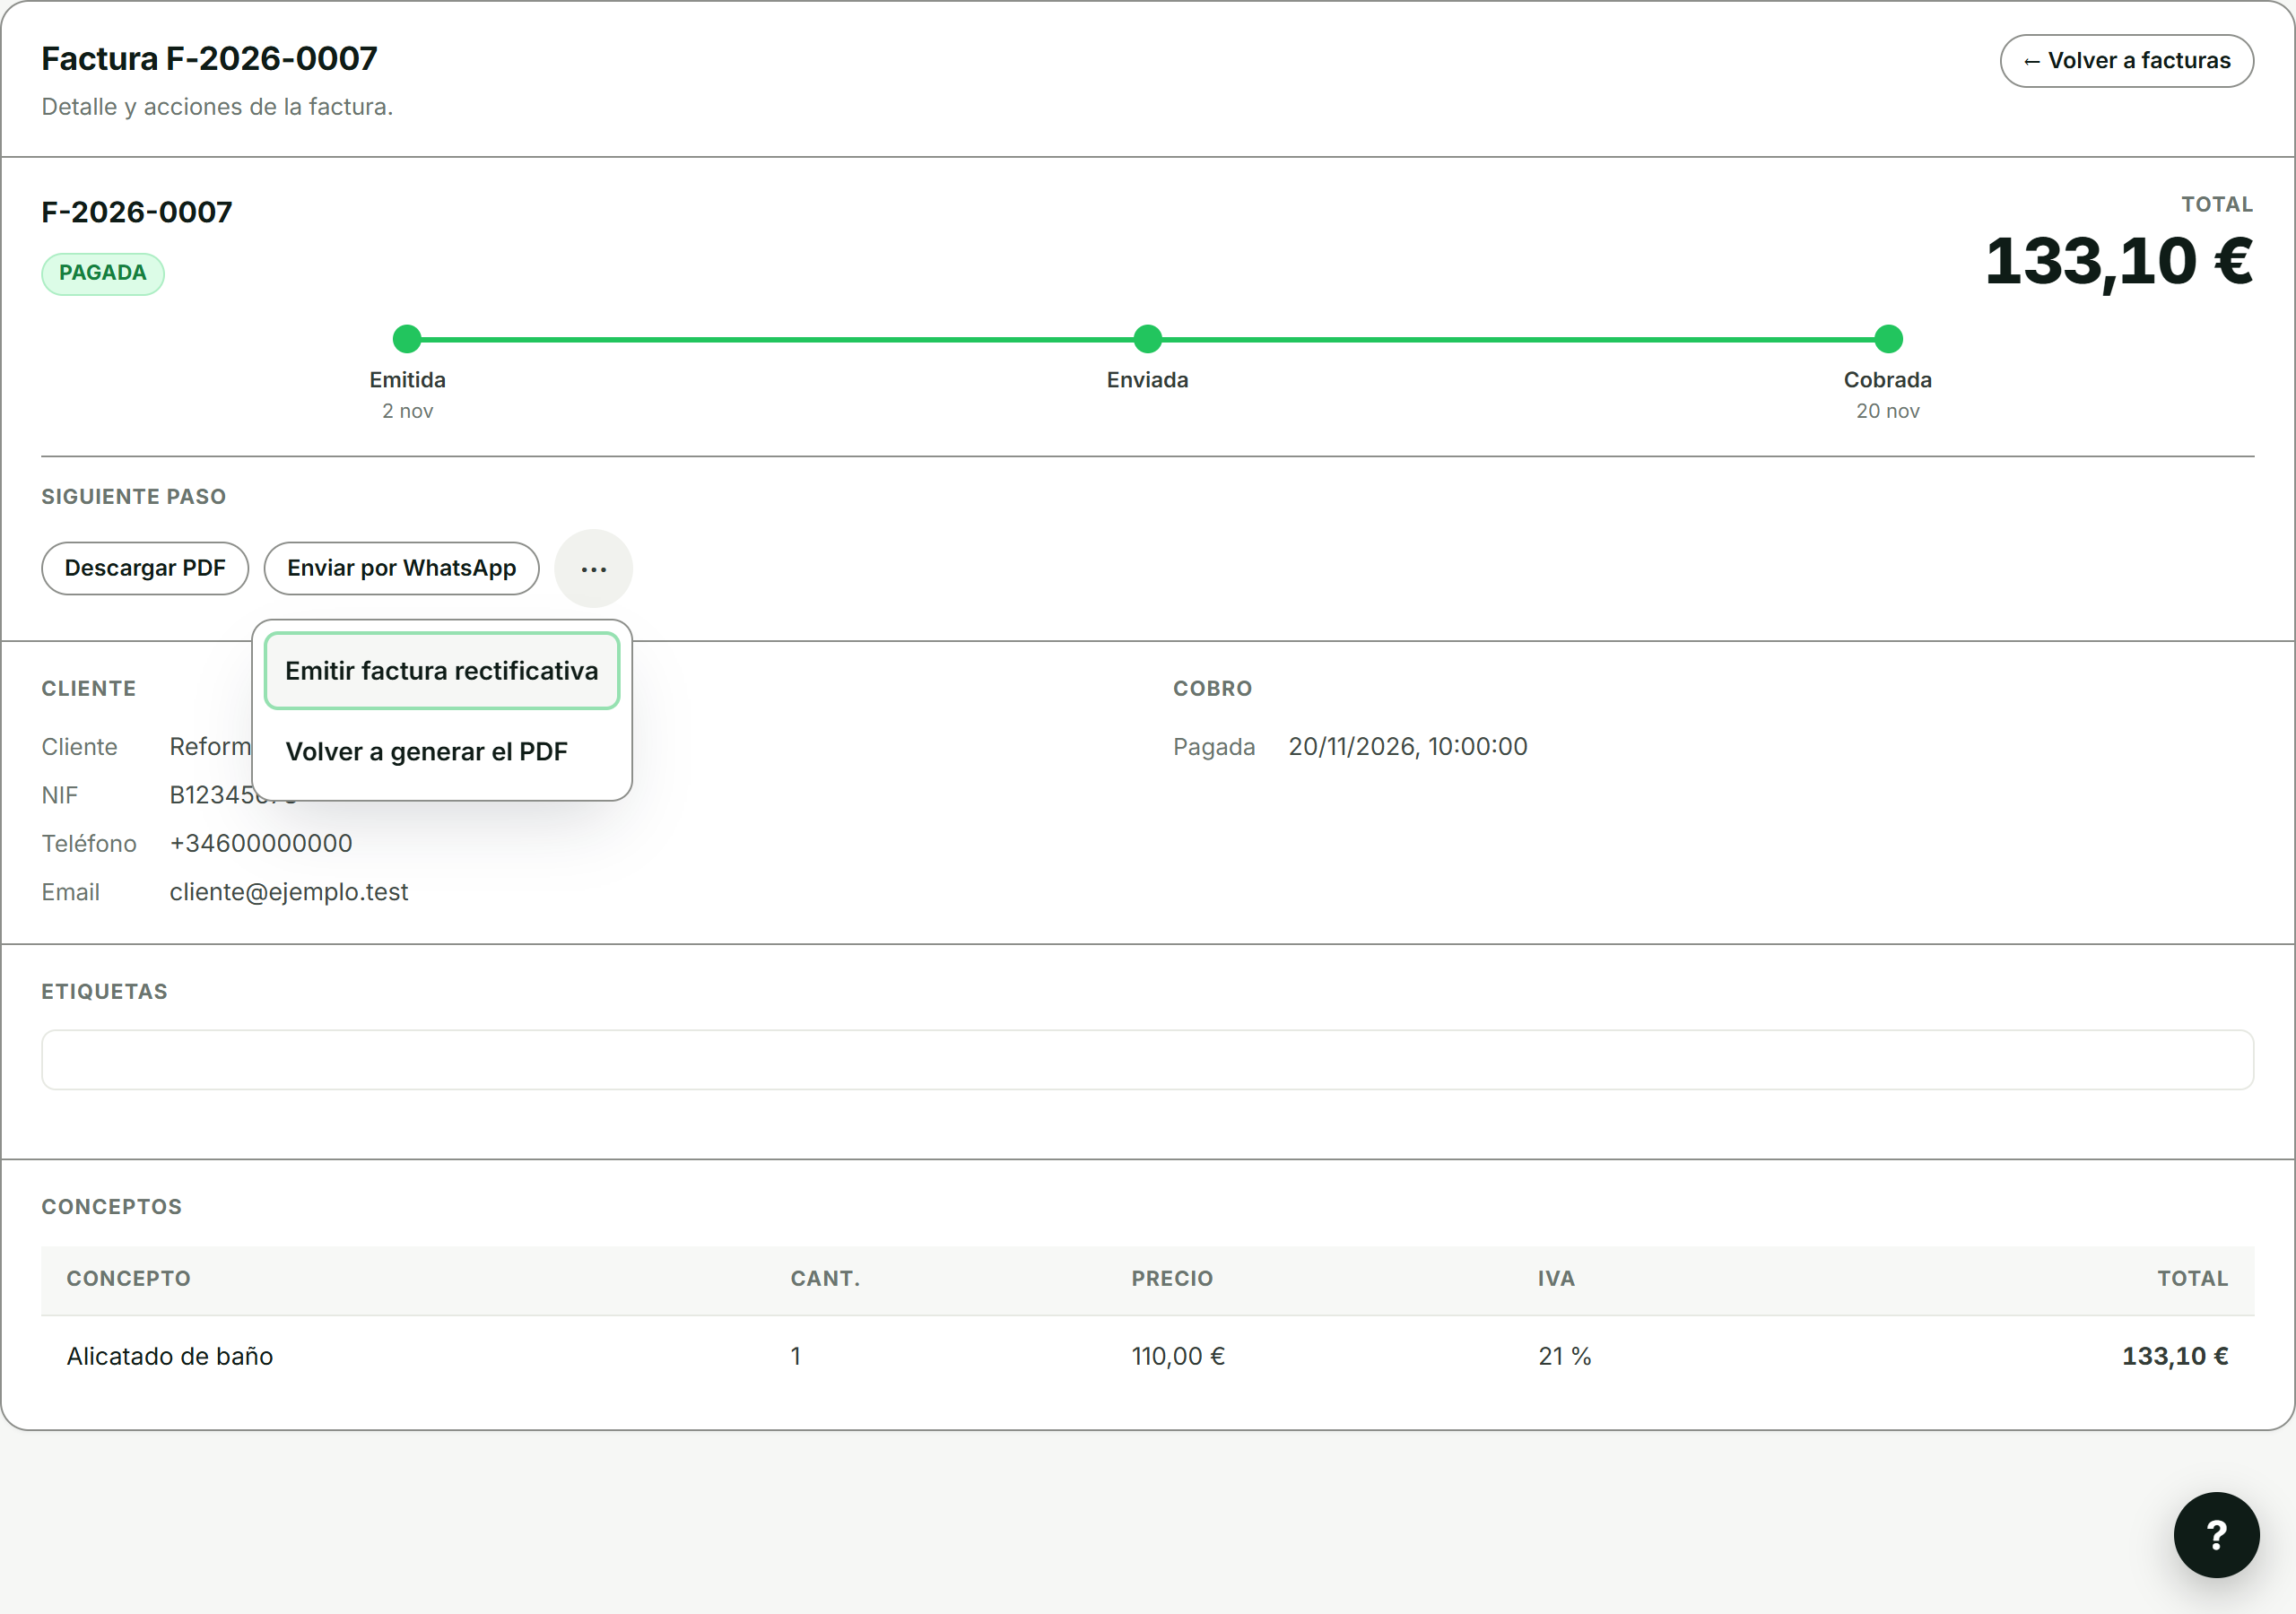 Factura F-2026-0007
← Volver a facturas
Detalle y acciones de la factura.
F-2026-0007
TOTAL
PAGADA
133,10 €
Emitida
Enviada
Cobrada
2 nov
20 nov
SIGUIENTE PASO
Descargar PDF
Enviar por WhatsApp
...
Emitir factura rectificativa
Volver a generar el PDF
CLIENTE
COBRO
Cliente
Pagada 20/11/2026, 10:00:00
NIF
Teléfono +34600000000
Email cliente@ejemplo.test
ETIQUETAS
CONCEPTOS
CONCEPTO CANT. PRECIO IVA TOTAL
Alicatado de baño 1 110,00 € 21 % 133,10 €
?